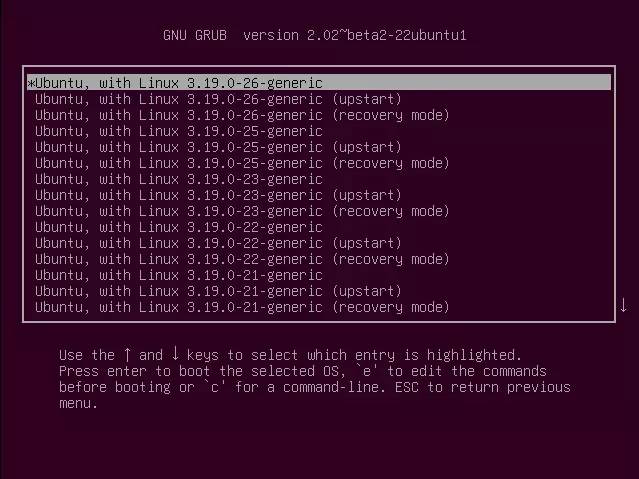 GNU GRUB  version 2.02~beta2-22ubuntu1
*Ubuntu, with Linux 3.19.0-26-generic
Ubuntu, with Linux 3.19.0-26-generic (upstart)
Ubuntu, with Linux 3.19.0-26-generic (recovery mode)
Ubuntu, with Linux 3.19.0-25-generic
Ubuntu, with Linux 3.19.0-25-generic (upstart)
Ubuntu, with Linux 3.19.0-25-generic (recovery mode)
Ubuntu, with Linux 3.19.0-23-generic
Ubuntu, with Linux 3.19.0-23-generic (upstart)
Ubuntu, with Linux 3.19.0-23-generic (recovery mode)
Ubuntu, with Linux 3.19.0-22-generic
Ubuntu, with Linux 3.19.0-22-generic (upstart)
Ubuntu, with Linux 3.19.0-22-generic (recovery mode)
Ubuntu, with Linux 3.19.0-21-generic
Ubuntu, with Linux 3.19.0-21-generic (upstart)
Ubuntu, with Linux 3.19.0-21-generic (recovery mode) ↓
Use the ↑ and ↓ keys to select which entry is highlighted.
Press enter to boot the selected OS, `e' to edit the commands
before booting or `c' for a command-line. ESC to return previous
menu.